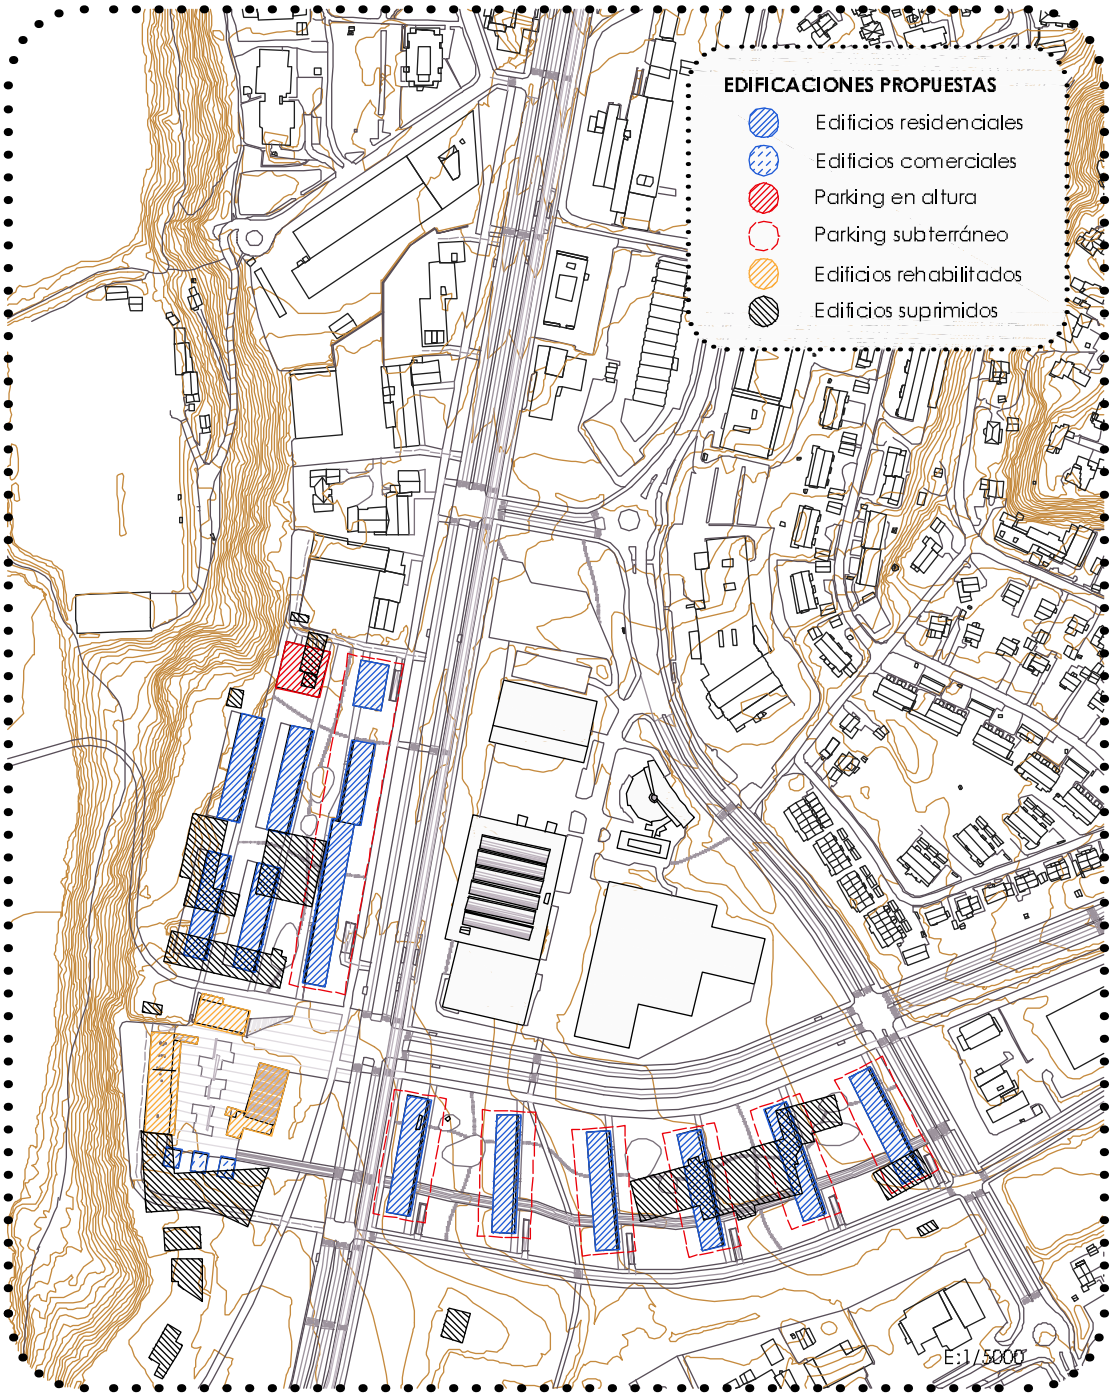 EDIFICACIONES PROPUESTAS
Edificios residenciales
Edificios comerciales
Parking en altura
Parking subterráneo
Edificios rehabilitados
Edificios suprimidos
E:1/5000